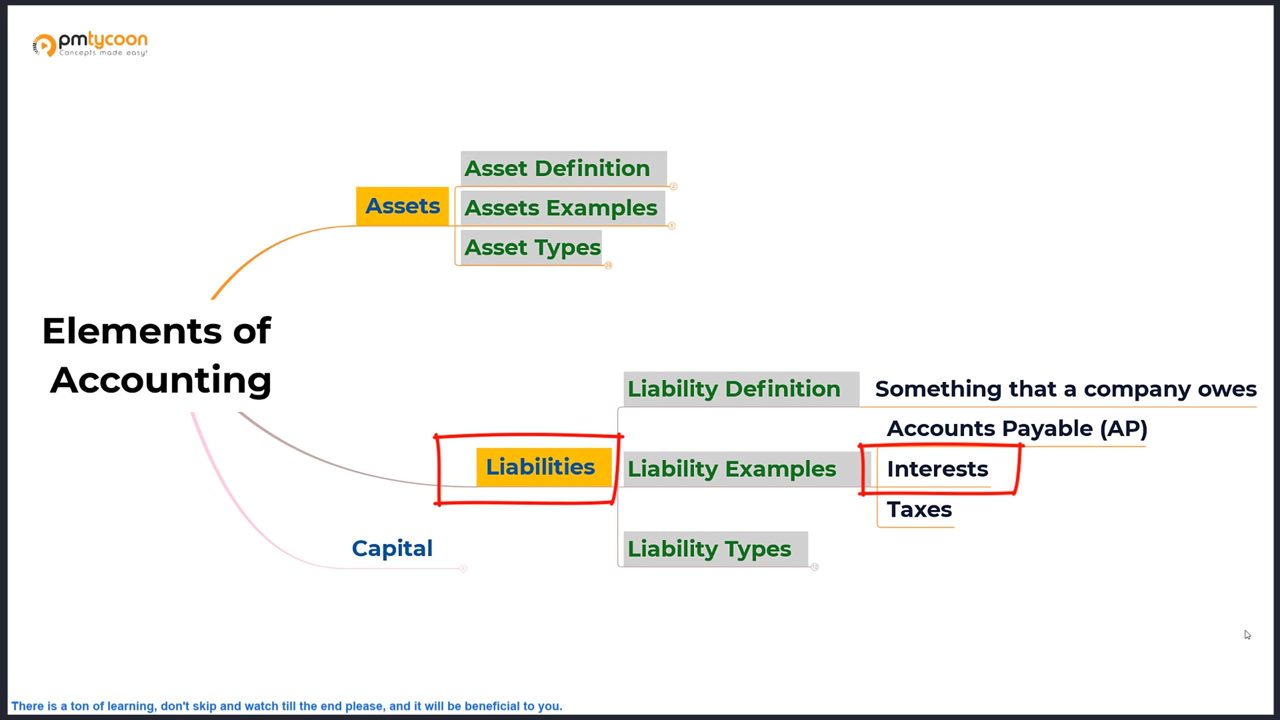 pmtycoon
Concepts made easy!
Asset Definition
Assets
Assets Examples
Asset Types
Elements of
Accounting
Liability Definition
Something that a company owes
Accounts Payable (AP)
Liabilities
Liability Examples
Interests
Taxes
Capital
Liability Types
There is a ton of learning, don't skip and watch till the end please, and it will be beneficial to you.